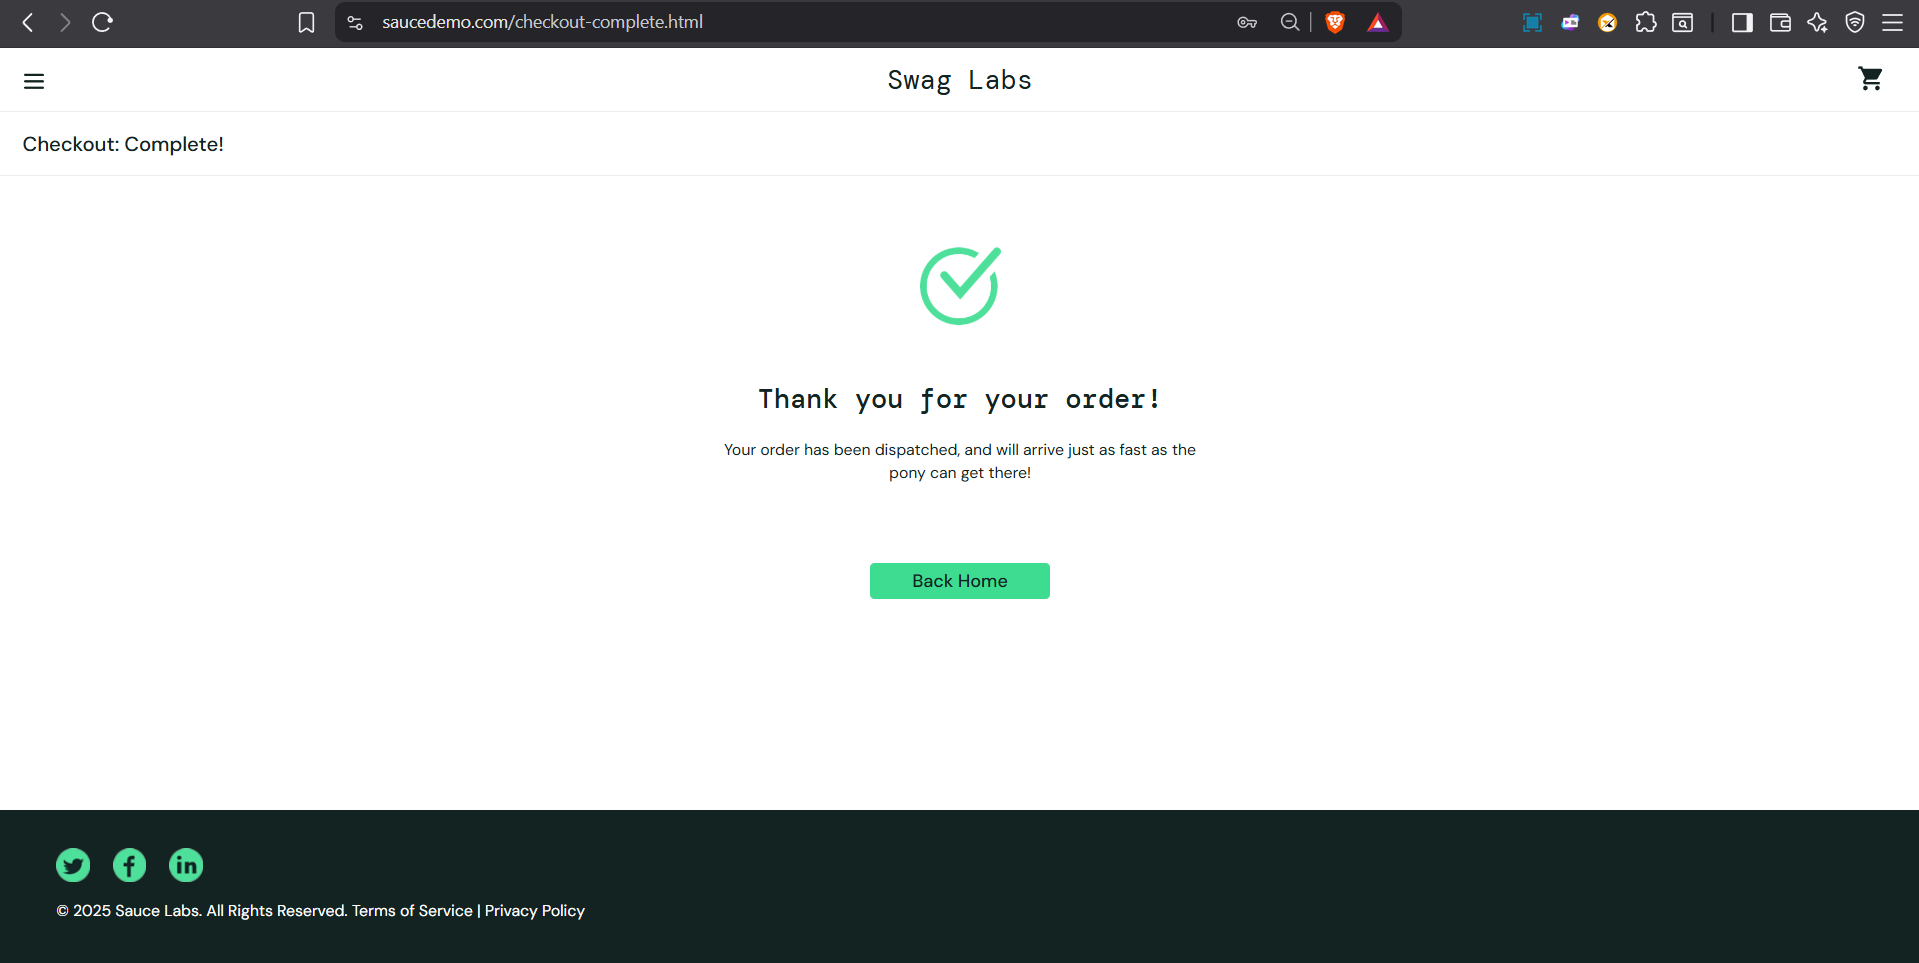 saucedemo.com/checkout-complete.html
Swag Labs
Checkout: Complete!
Thank you for your order!
Your order has been dispatched, and will arrive just as fast as the
pony can get there!
Back Home
© 2025 Sauce Labs. All Rights Reserved. Terms of Service | Privacy Policy